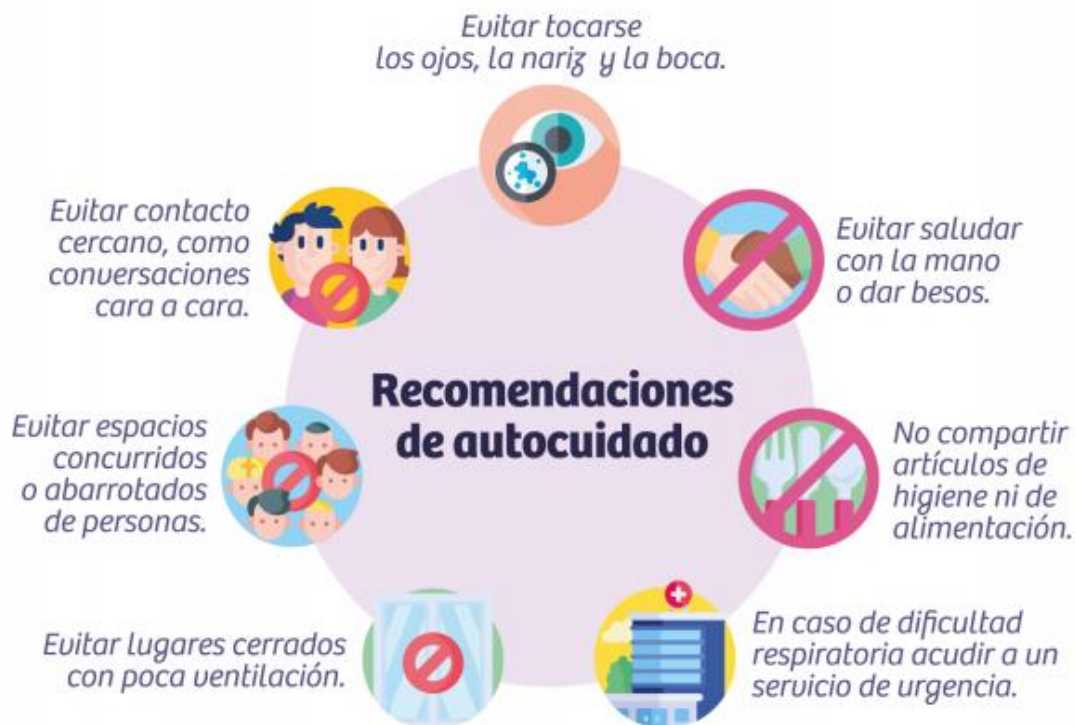 Evitar tocarse
los ojos, la nariz y la boca.
Evitar saludar
con la mano
o dar besos.
No compartir
artículos de
higiene ni de
alimentación.
En caso de dificultad
respiratoria acudir a un
servicio de urgencia.
Evitar lugares cerrados
con poca ventilación.
Evitar espacios
concurridos
o abarrotados
de personas.
Evitar contacto
cercano, como
conversaciones
cara a cara.
Recomendaciones
de autocuidado